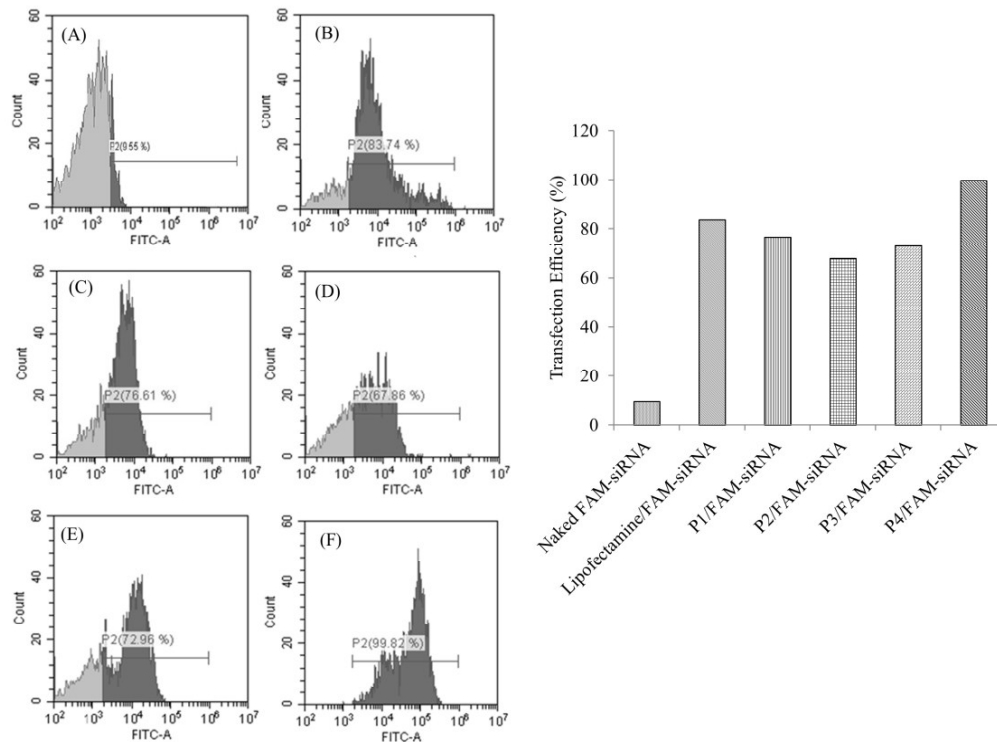 (A)
60
40
20
0
Count
P2(9.55 %)
10² 10³ 10⁴ 10⁵ 10⁶ 10⁷
FITC-A
(B)
60
40
20
0
Count
P2(83.74 %)
10² 10³ 10⁴ 10⁵ 10⁶ 10⁷
FITC-A
(C)
60
40
20
0
Count
P2(76.61 %)
10² 10³ 10⁴ 10⁵ 10⁶ 10⁷
FITC-A
(D)
60
40
20
0
Count
P2(67.86 %)
10² 10³ 10⁴ 10⁵ 10⁶ 10⁷
FITC-A
(E)
60
40
20
0
Count
P2(72.96 %)
10² 10³ 10⁴ 10⁵ 10⁶ 10⁷
FITC-A
(F)
60
40
20
0
Count
P2(99.82 %)
10² 10³ 10⁴ 10⁵ 10⁶ 10⁷
FITC-A
Transfection Efficiency (%)
120
100
80
60
40
20
0
Naked FAM-siRNA
Lipofectamine/FAM-siRNA
P1/FAM-siRNA
P2/FAM-siRNA
P3/FAM-siRNA
P4/FAM-siRNA